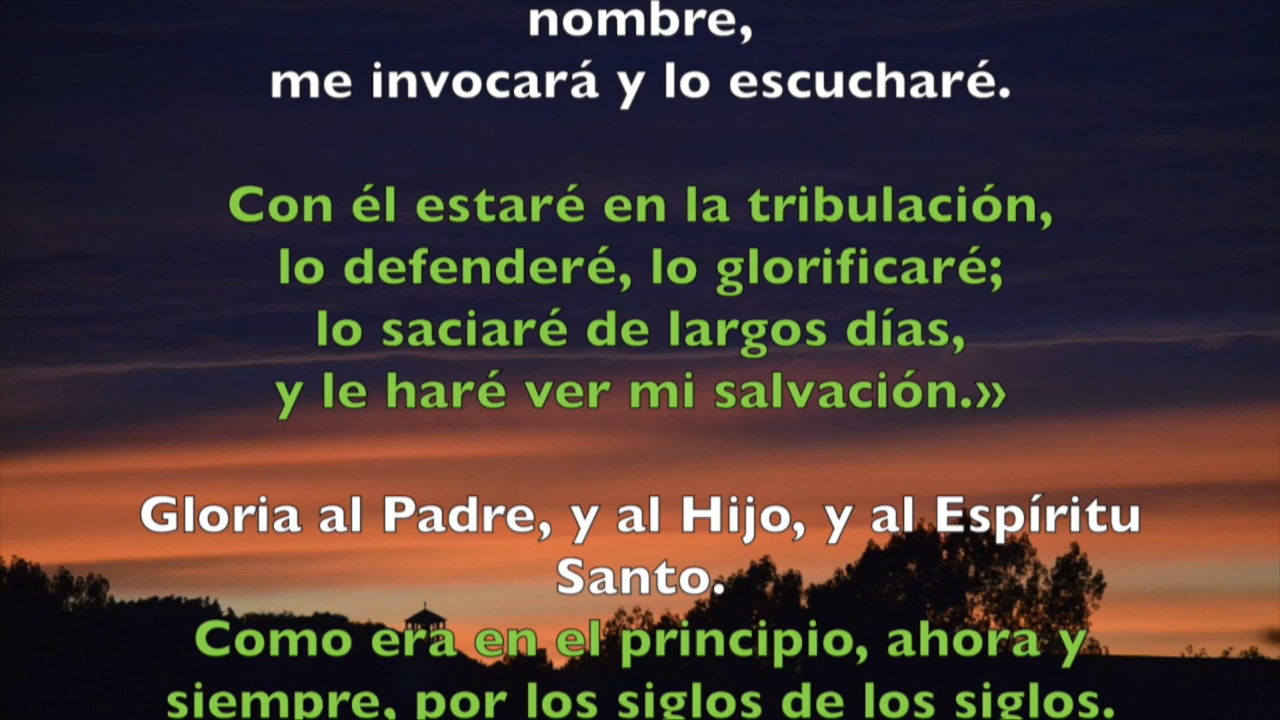 nombre,
me invocará y lo escucharé.
Con él estaré en la tribulación,
lo defenderé, lo glorificaré;
lo saciaré de largos días,
y le haré ver mi salvación.»
Gloria al Padre, y al Hijo, y al Espíritu
Santo.
Como era en el principio, ahora y
siempre, por los siglos de los siglos.